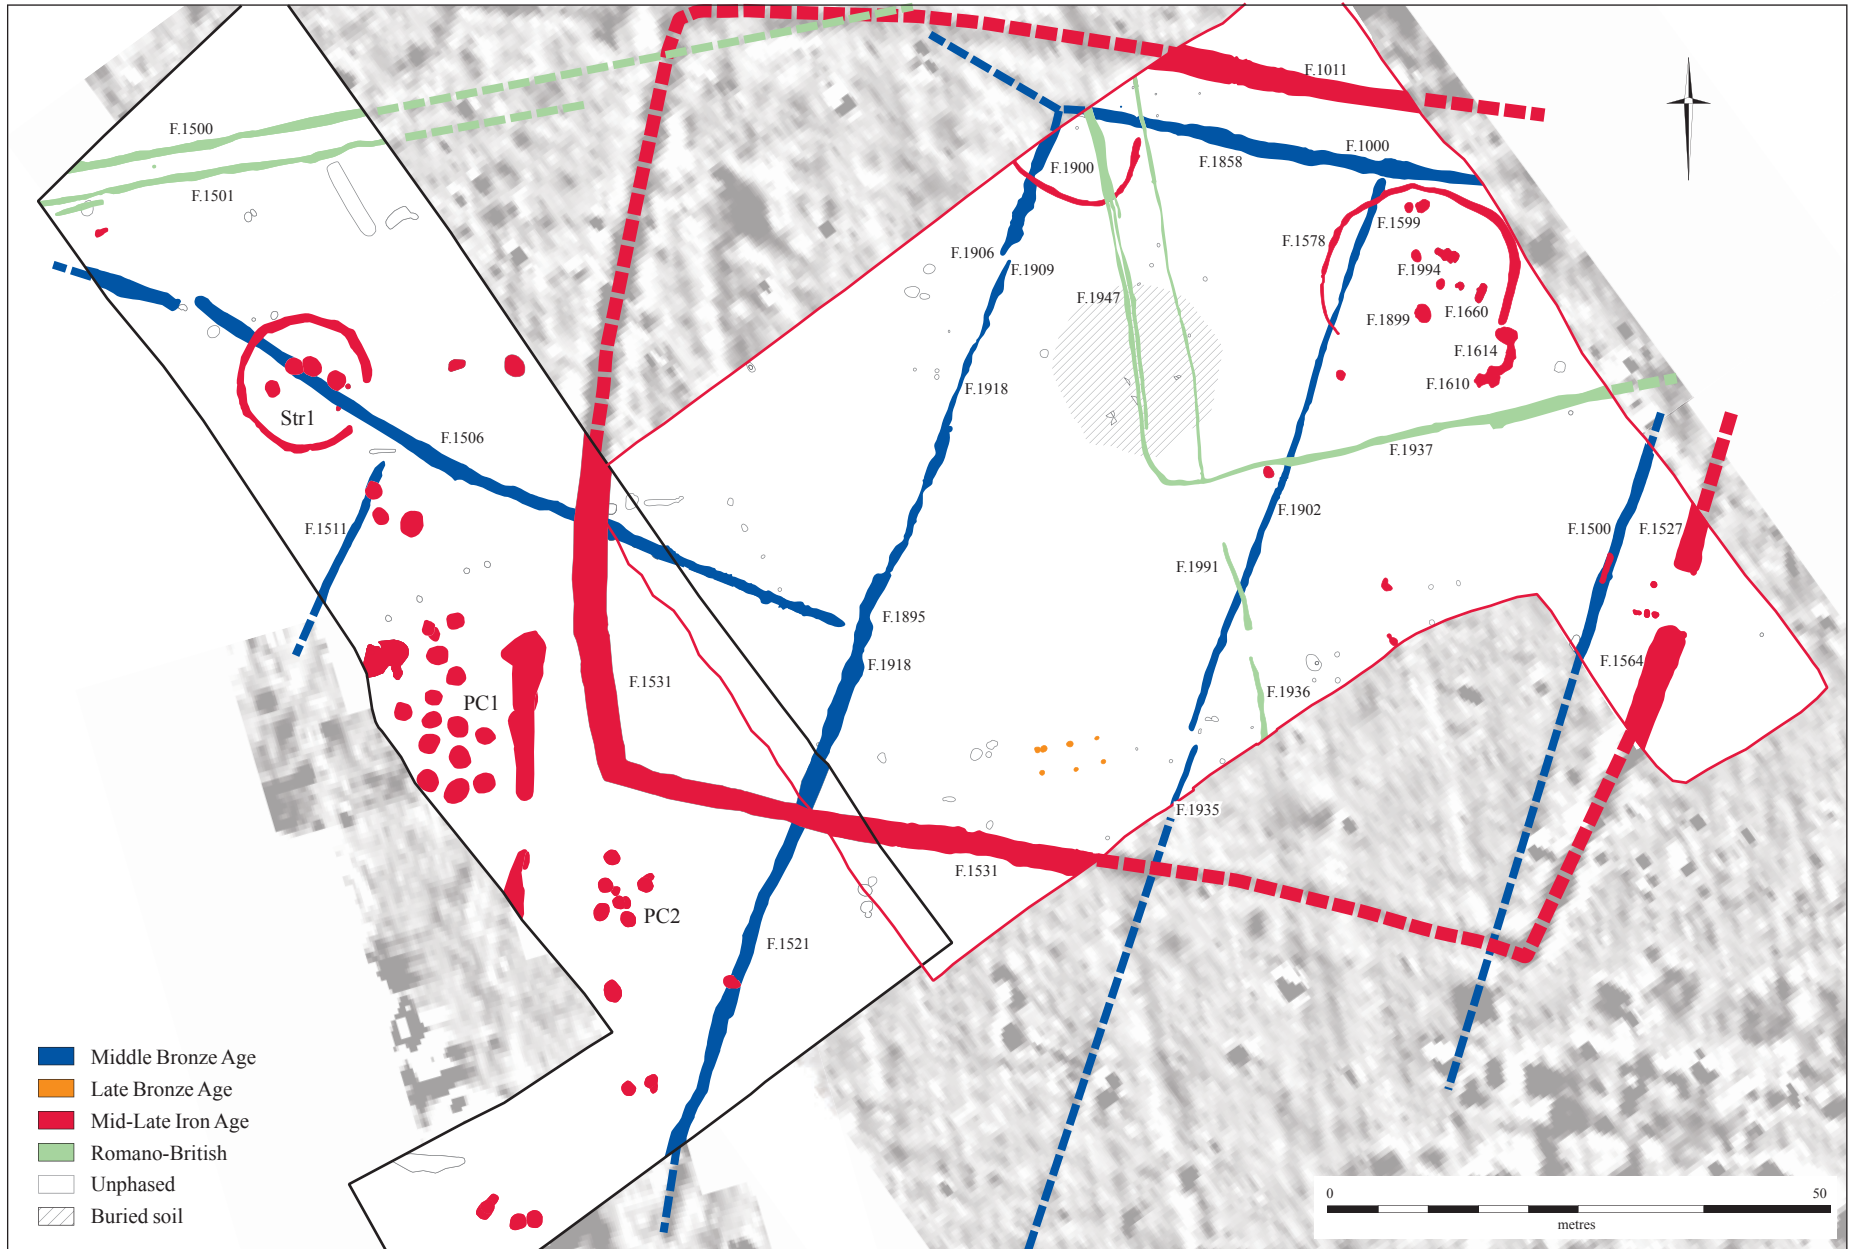 F.1011
F.1500
F.1000
F.1858
F.1900
F.1501
F.1599
F.1578
F.1906
F.1909
F.1994
F.1947
F.1660
F.1899
F.1614
F.1610
F.1918
Str1
F.1506
F.1937
F.1902
F.1511
F.1500
F.1527
F.1991
F.1895
F.1918
F.1564
F.1531
F.1936
PC1
F.1935
F.1531
PC2
F.1521
Middle Bronze Age
Late Bronze Age
Mid-Late Iron Age
Romano-British
Unphased
Buried soil
0 50
metres